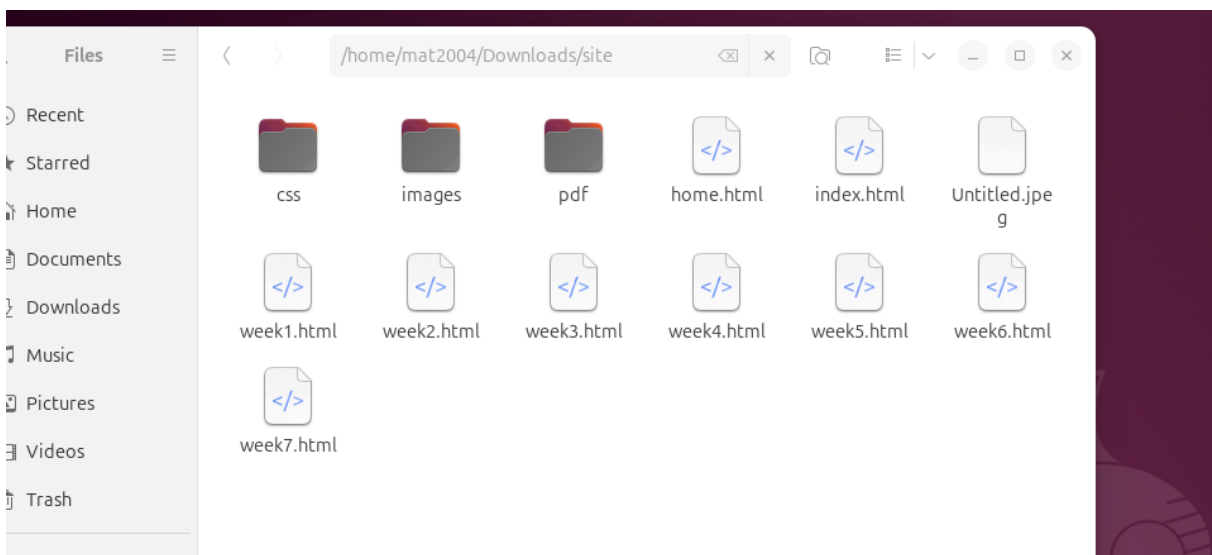 Files
/home/mat2004/Downloads/site
Recent
Starred
Home
Documents
Downloads
Music
Pictures
Videos
Trash
css
images
pdf
home.html
index.html
Untitled.jpe
g
week1.html
week2.html
week3.html
week4.html
week5.html
week6.html
week7.html